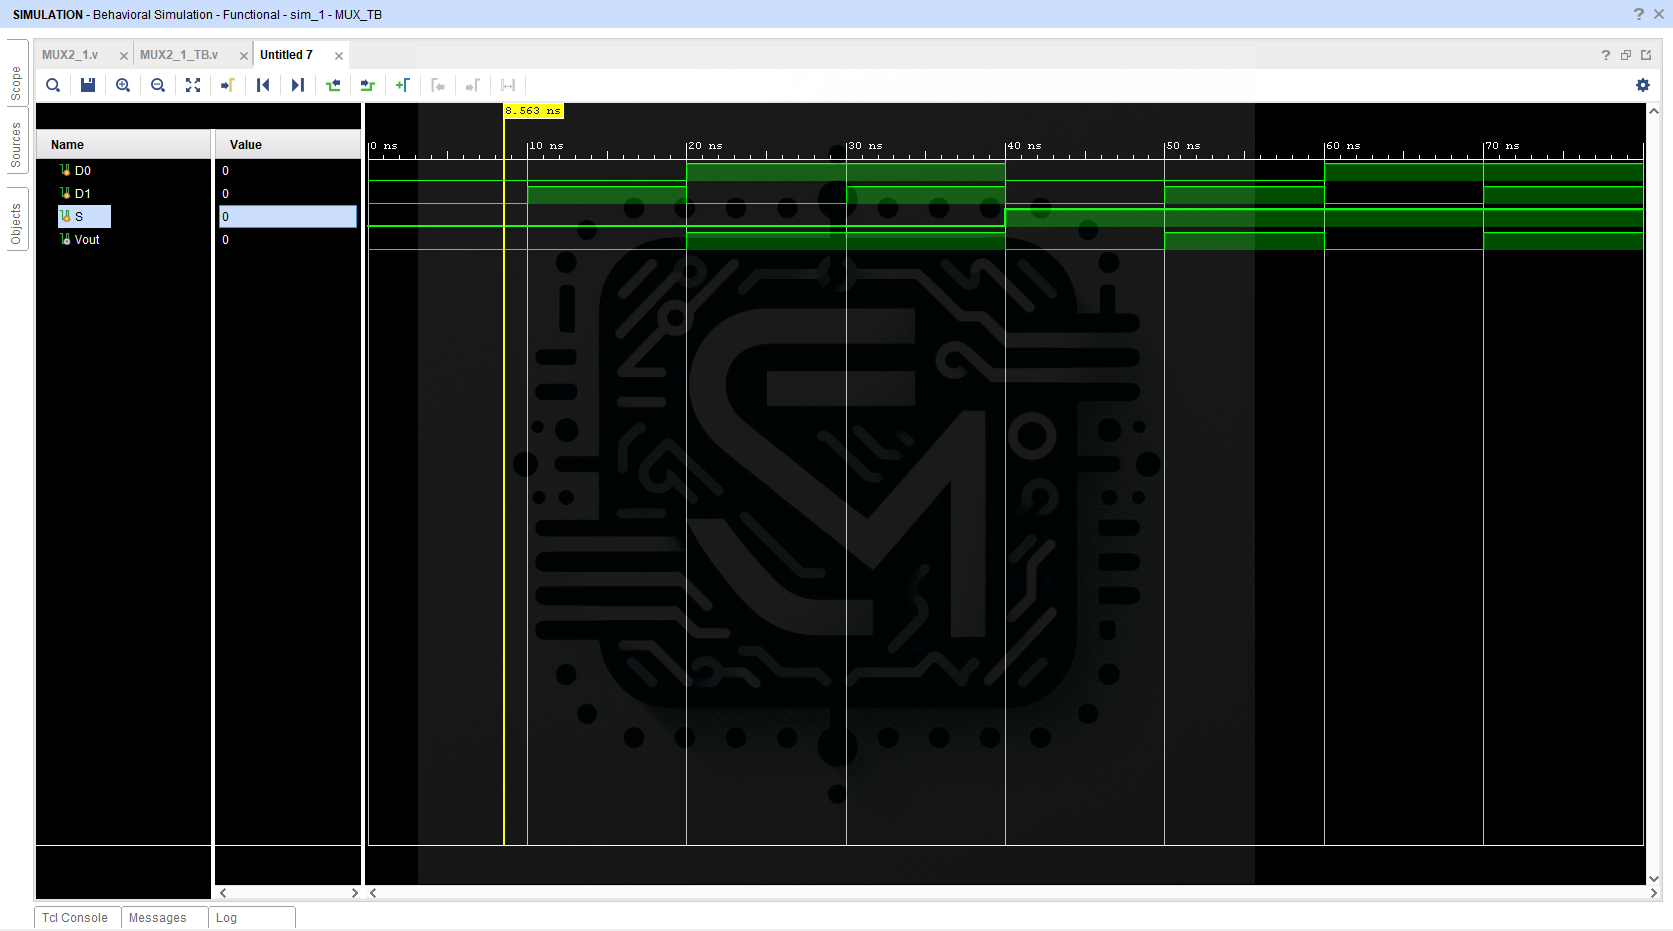 SIMULATION - Behavioral Simulation - Functional - sim_1 - MUX_TB
MUX2_1.v
MUX2_1_TB.v
Untitled 7
Scope
Sources
Objects
8.563 ns
Name
Value
0 ns
10 ns
20 ns
30 ns
40 ns
50 ns
60 ns
70 ns
D0
0
D1
0
S
0
Vout
0
Tcl Console
Messages
Log